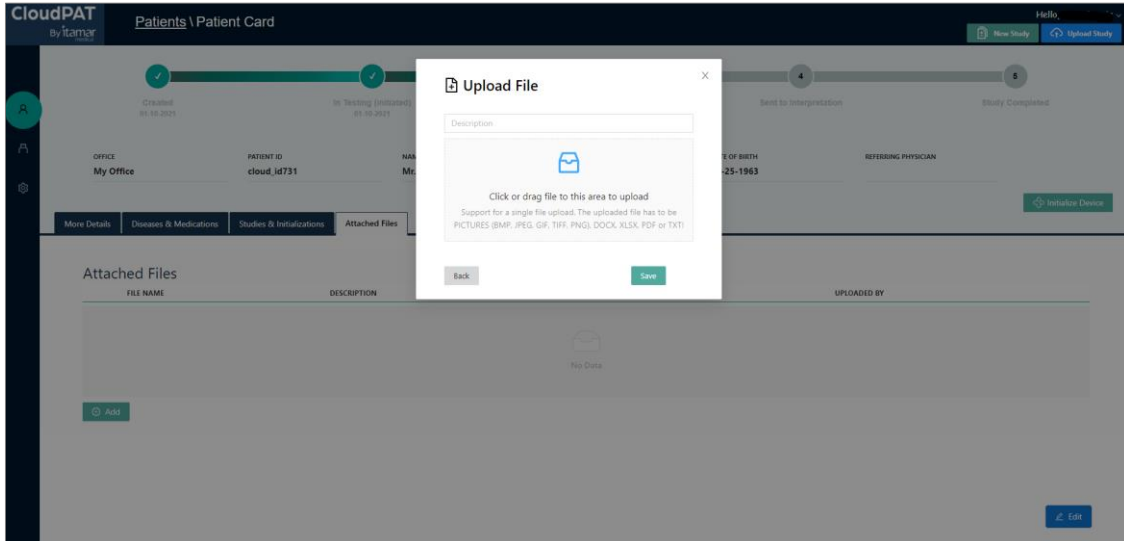 CloudPAT
By itamar
medical
Patients \ Patient Card
Hello,
New Study
Upload Study
Upload File
Description
Click or drag file to this area to upload
Support for a single file upload. The uploaded file has to be
PICTURES (BMP, JPEG, GIF, TIFF, PNG), DOCX, XLSX, PDF or TXT!
Back
Save
4
5
Created
In Testing (Initiated)
Sent to Interpretation
Study Completed
01-10-2021
01-10-2021
OFFICE
PATIENT ID
NAM
E OF BIRTH
REFERRING PHYSICIAN
My Office
cloud_id731
Mr.
-25-1963
Initialize Device
More Details
Diseases & Medications
Studies & Initializations
Attached Files
Attached Files
FILE NAME
DESCRIPTION
UPLOADED BY
No Data
Add
Edit